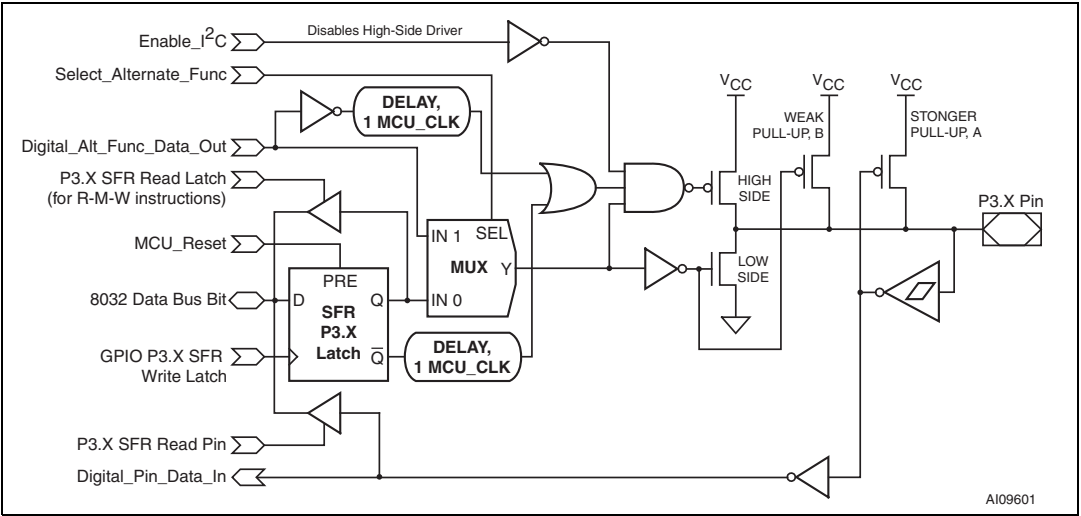 Enable_I2C
Disables High-Side Driver
Select_Alternate_Func
VCC
VCC
VCC
DELAY,
1 MCU_CLK
WEAK
PULL-UP, B
STONGER
PULL-UP, A
Digital_Alt_Func_Data_Out
P3.X SFR Read Latch
(for R-M-W instructions)
HIGH
SIDE
P3.X Pin
MCU_Reset
IN 1
SEL
MUX
Y
IN 0
LOW
SIDE
PRE
8032 Data Bus Bit
D
Q
SFR
P3.X
Latch
Q
GPIO P3.X SFR
Write Latch
DELAY,
1 MCU_CLK
P3.X SFR Read Pin
Digital_Pin_Data_In
AI09601